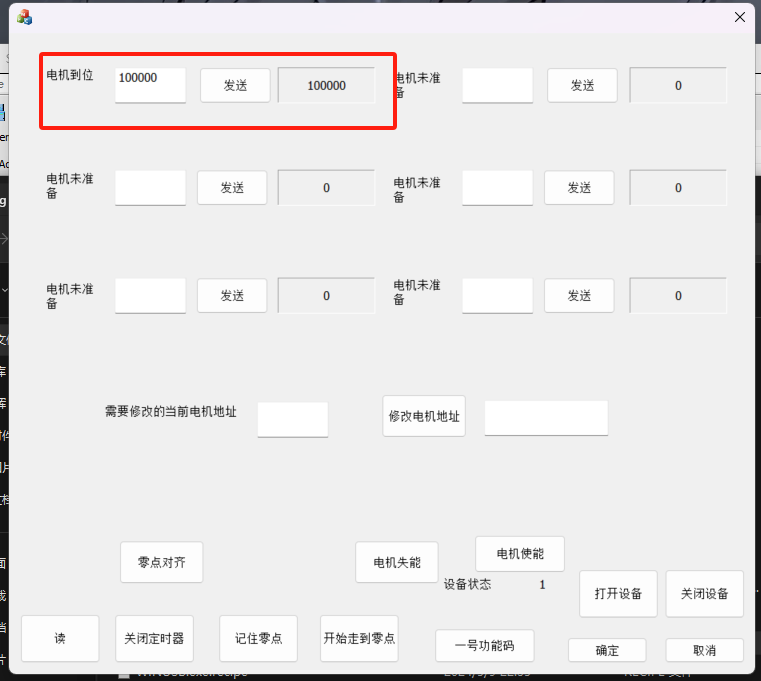 电机到位
100000
发送
100000
电机未准
备
发送
0
电机未准
备
发送
0
电机未准
备
发送
0
电机未准
备
发送
0
电机未准
备
发送
0
需要修改的当前电机地址
修改电机地址
零点对齐
电机失能
电机使能
设备状态
1
打开设备
关闭设备
读
关闭定时器
记住零点
开始走到零点
一号功能码
确定
取消